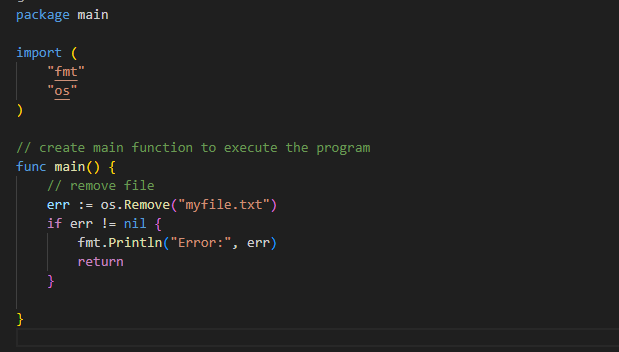 package main
import (
"fmt"
"os"
)
// create main function to execute the program
func main() {
// remove file
err := os.Remove("myfile.txt")
if err != nil {
fmt.Println("Error:", err)
return
}
}